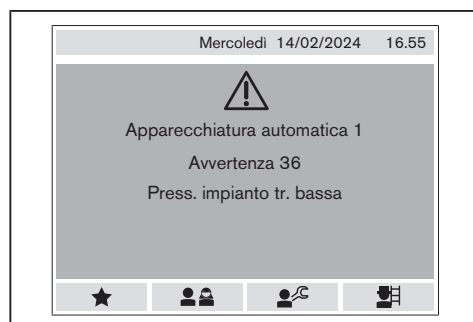 Mercoledì 14/02/2024 16.55
Apparecchiatura automatica 1
Avvertenza 36
Press. impianto tr. bassa